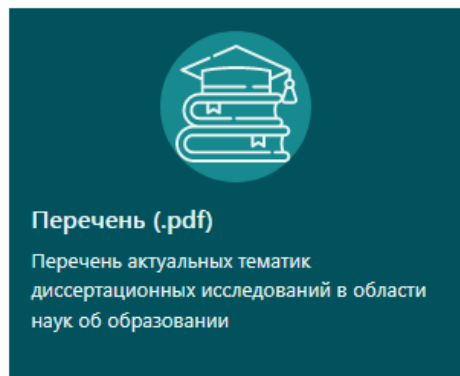 Перечень (.pdf)
Перечень актуальных тематик
диссертационных исследований в области
наук об образовании